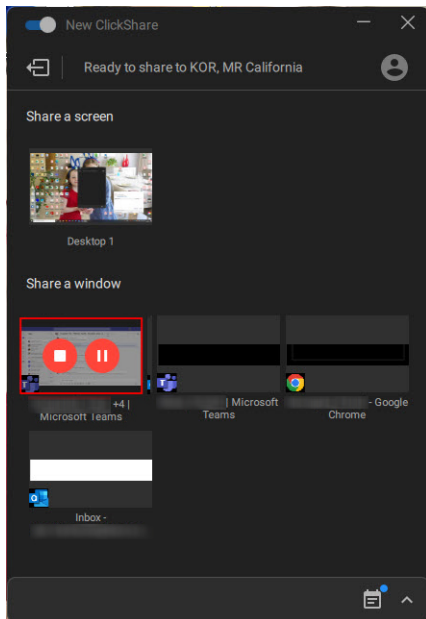 New ClickShare
Ready to share to KOR, MR California
Share a screen
Desktop 1
Share a window
+4 |
Microsoft Teams
| Microsoft
Teams
- Google
Chrome
Inbox -